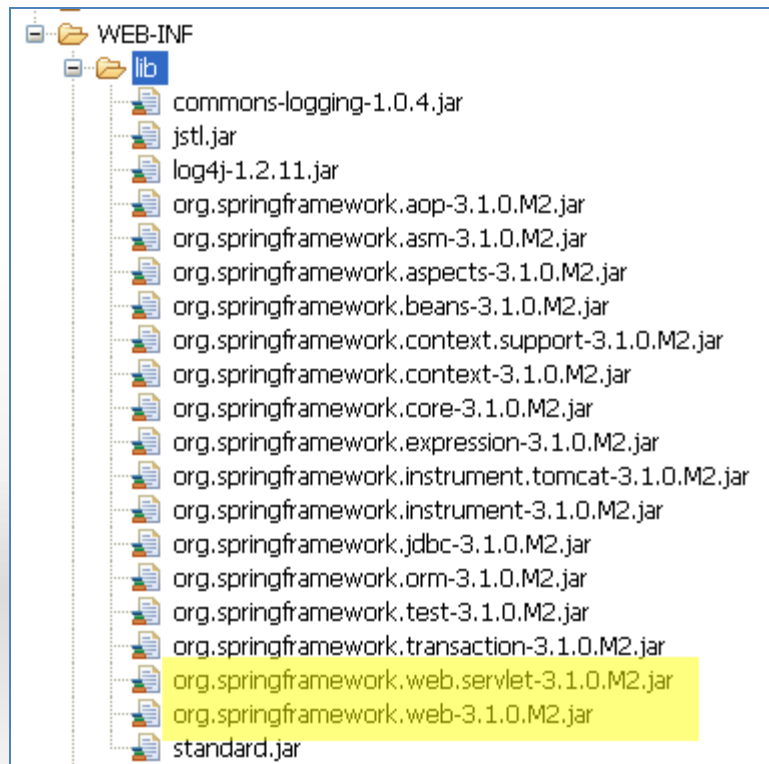 WEB-INF
lib
commons-logging-1.0.4.jar
jstl.jar
log4j-1.2.11.jar
org.springframework.aop-3.1.0.M2.jar
org.springframework.asm-3.1.0.M2.jar
org.springframework.aspects-3.1.0.M2.jar
org.springframework.beans-3.1.0.M2.jar
org.springframework.context.support-3.1.0.M2.jar
org.springframework.context-3.1.0.M2.jar
org.springframework.core-3.1.0.M2.jar
org.springframework.expression-3.1.0.M2.jar
org.springframework.instrument.tomcat-3.1.0.M2.jar
org.springframework.instrument-3.1.0.M2.jar
org.springframework.jdbc-3.1.0.M2.jar
org.springframework.orm-3.1.0.M2.jar
org.springframework.test-3.1.0.M2.jar
org.springframework.transaction-3.1.0.M2.jar
org.springframework.web.servlet-3.1.0.M2.jar
org.springframework.web-3.1.0.M2.jar
standard.jar